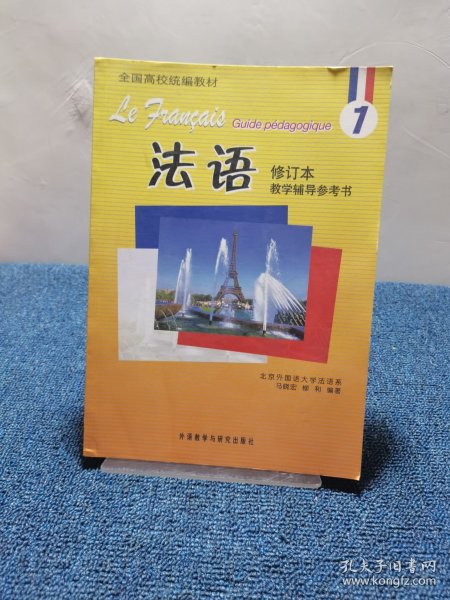 全国高校统编教材
Le Français
Guide pédagogique
1
法语
修订本
教学辅导参考书
北京外国语大学法语系
马晓宏 柳利 编著
外语教学与研究出版社
孔夫子旧书网
www.kongfz.com